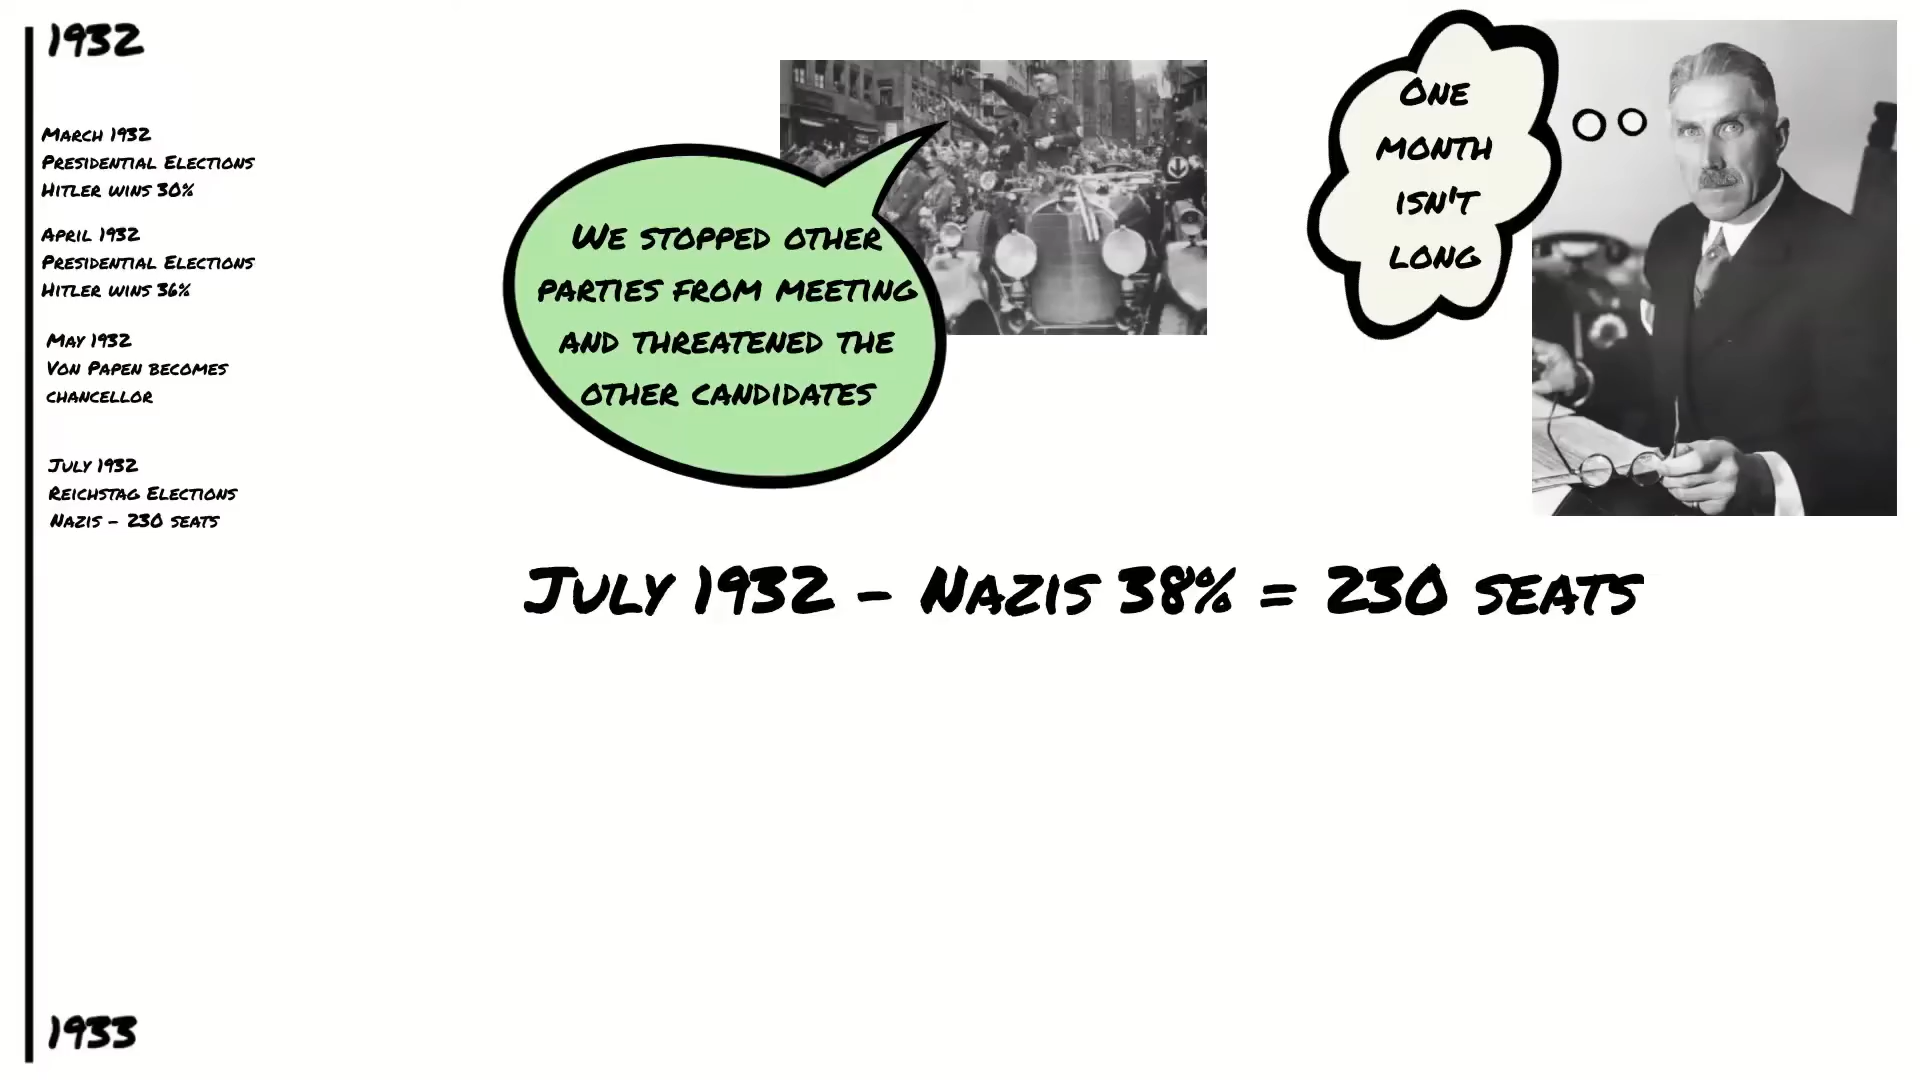 1932
March 1932
Presidential Elections
Hitler wins 30%
April 1932
Presidential Elections
Hitler wins 36%
May 1932
Von Papen becomes
chancellor
July 1932
Reichstag Elections
Nazis - 230 seats
1933
We stopped other
parties from meeting
and threatened the
other candidates
One
month
isn't
long
July 1932 - Nazis 38% = 230 seats